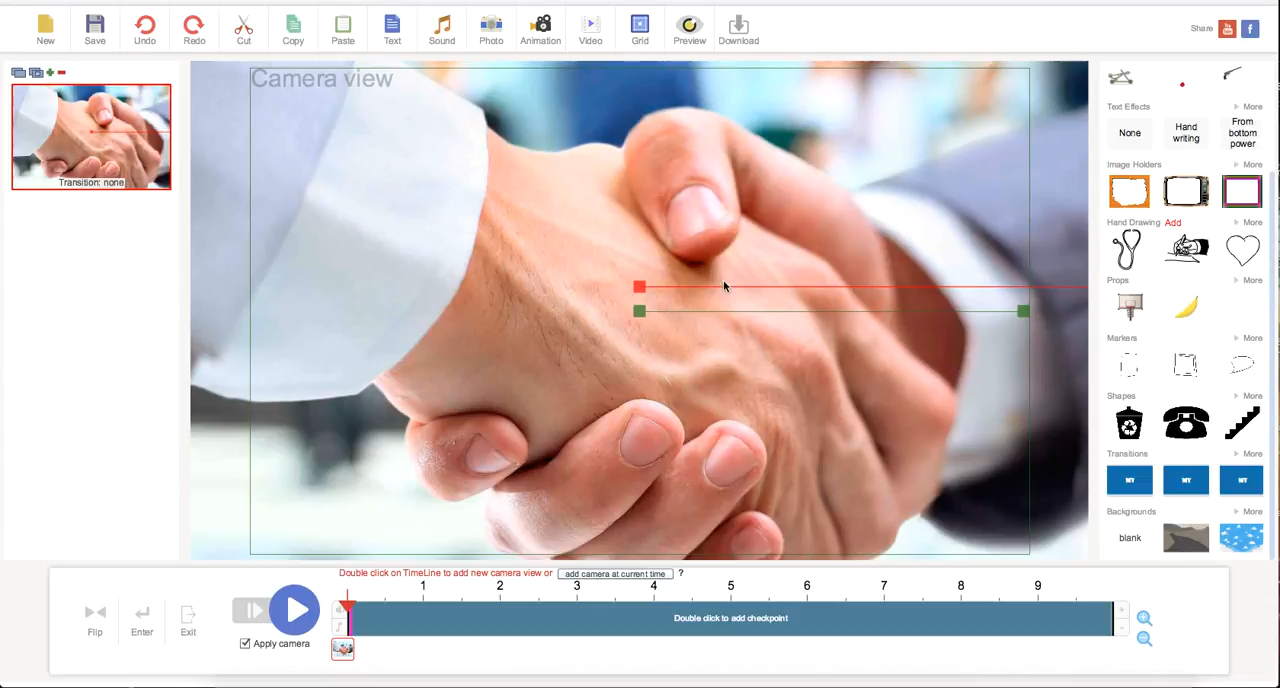 New Save Undo Redo Cut Copy Paste Text Sound Photo Animation Video Grid Preview Download Share
Camera view
Transition: none
Text Effects More
None Hand writing From bottom power
Image Holders More
Hand Drawing Add More
Props More
Markers More
Shapes More
Transitions More
MY MY MY
Backgrounds More
blank
Double click on TimeLine to add new camera view or add camera at current time ?
1 2 3 4 5 6 7 8 9
Double click to add checkpoint
Flip Enter Exit
Apply camera